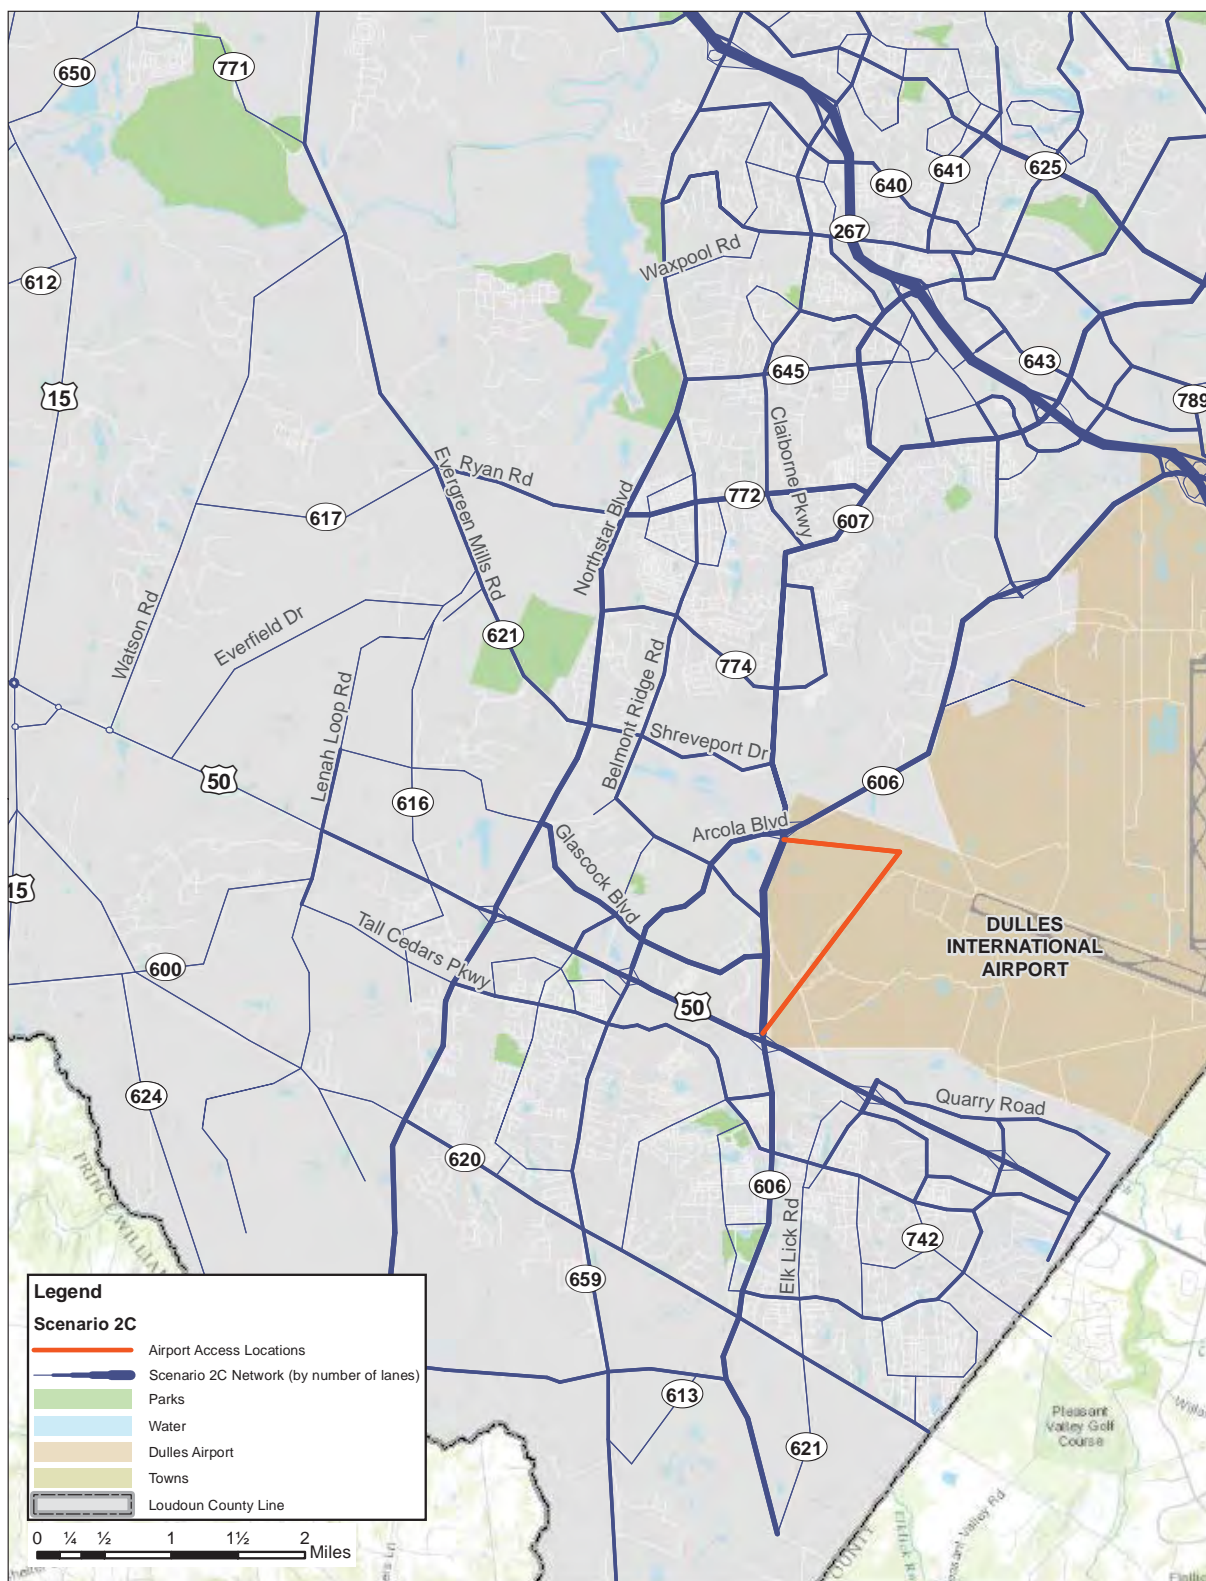 650
771
640
641
625
267
Waxpool Rd
612
15
645
643
789
Claiborne Pkwy
Ryan Rd
Evergreen Mills Rd
Northstar Blvd
772
607
617
Watson Rd
Everfield Dr
621
Belmont Ridge Rd
774
Lenah Loop Rd
Shreveport Dr
50
616
606
Arcola Blvd
Glascock Blvd
15
Tall Cedars Pkwy
DULLES
INTERNATIONAL
AIRPORT
600
50
624
Quarry Road
620
PRINCE WILLIAM
606
Elk Lick Rd
742
659
Legend
Scenario 2C
Airport Access Locations
Scenario 2C Network (by number of lanes)
Parks
Water
Dulles Airport
Towns
Loudoun County Line
613
621
Pleasant
Valley Golf
Course
0 ¼ ½ 1 1½ 2
Miles